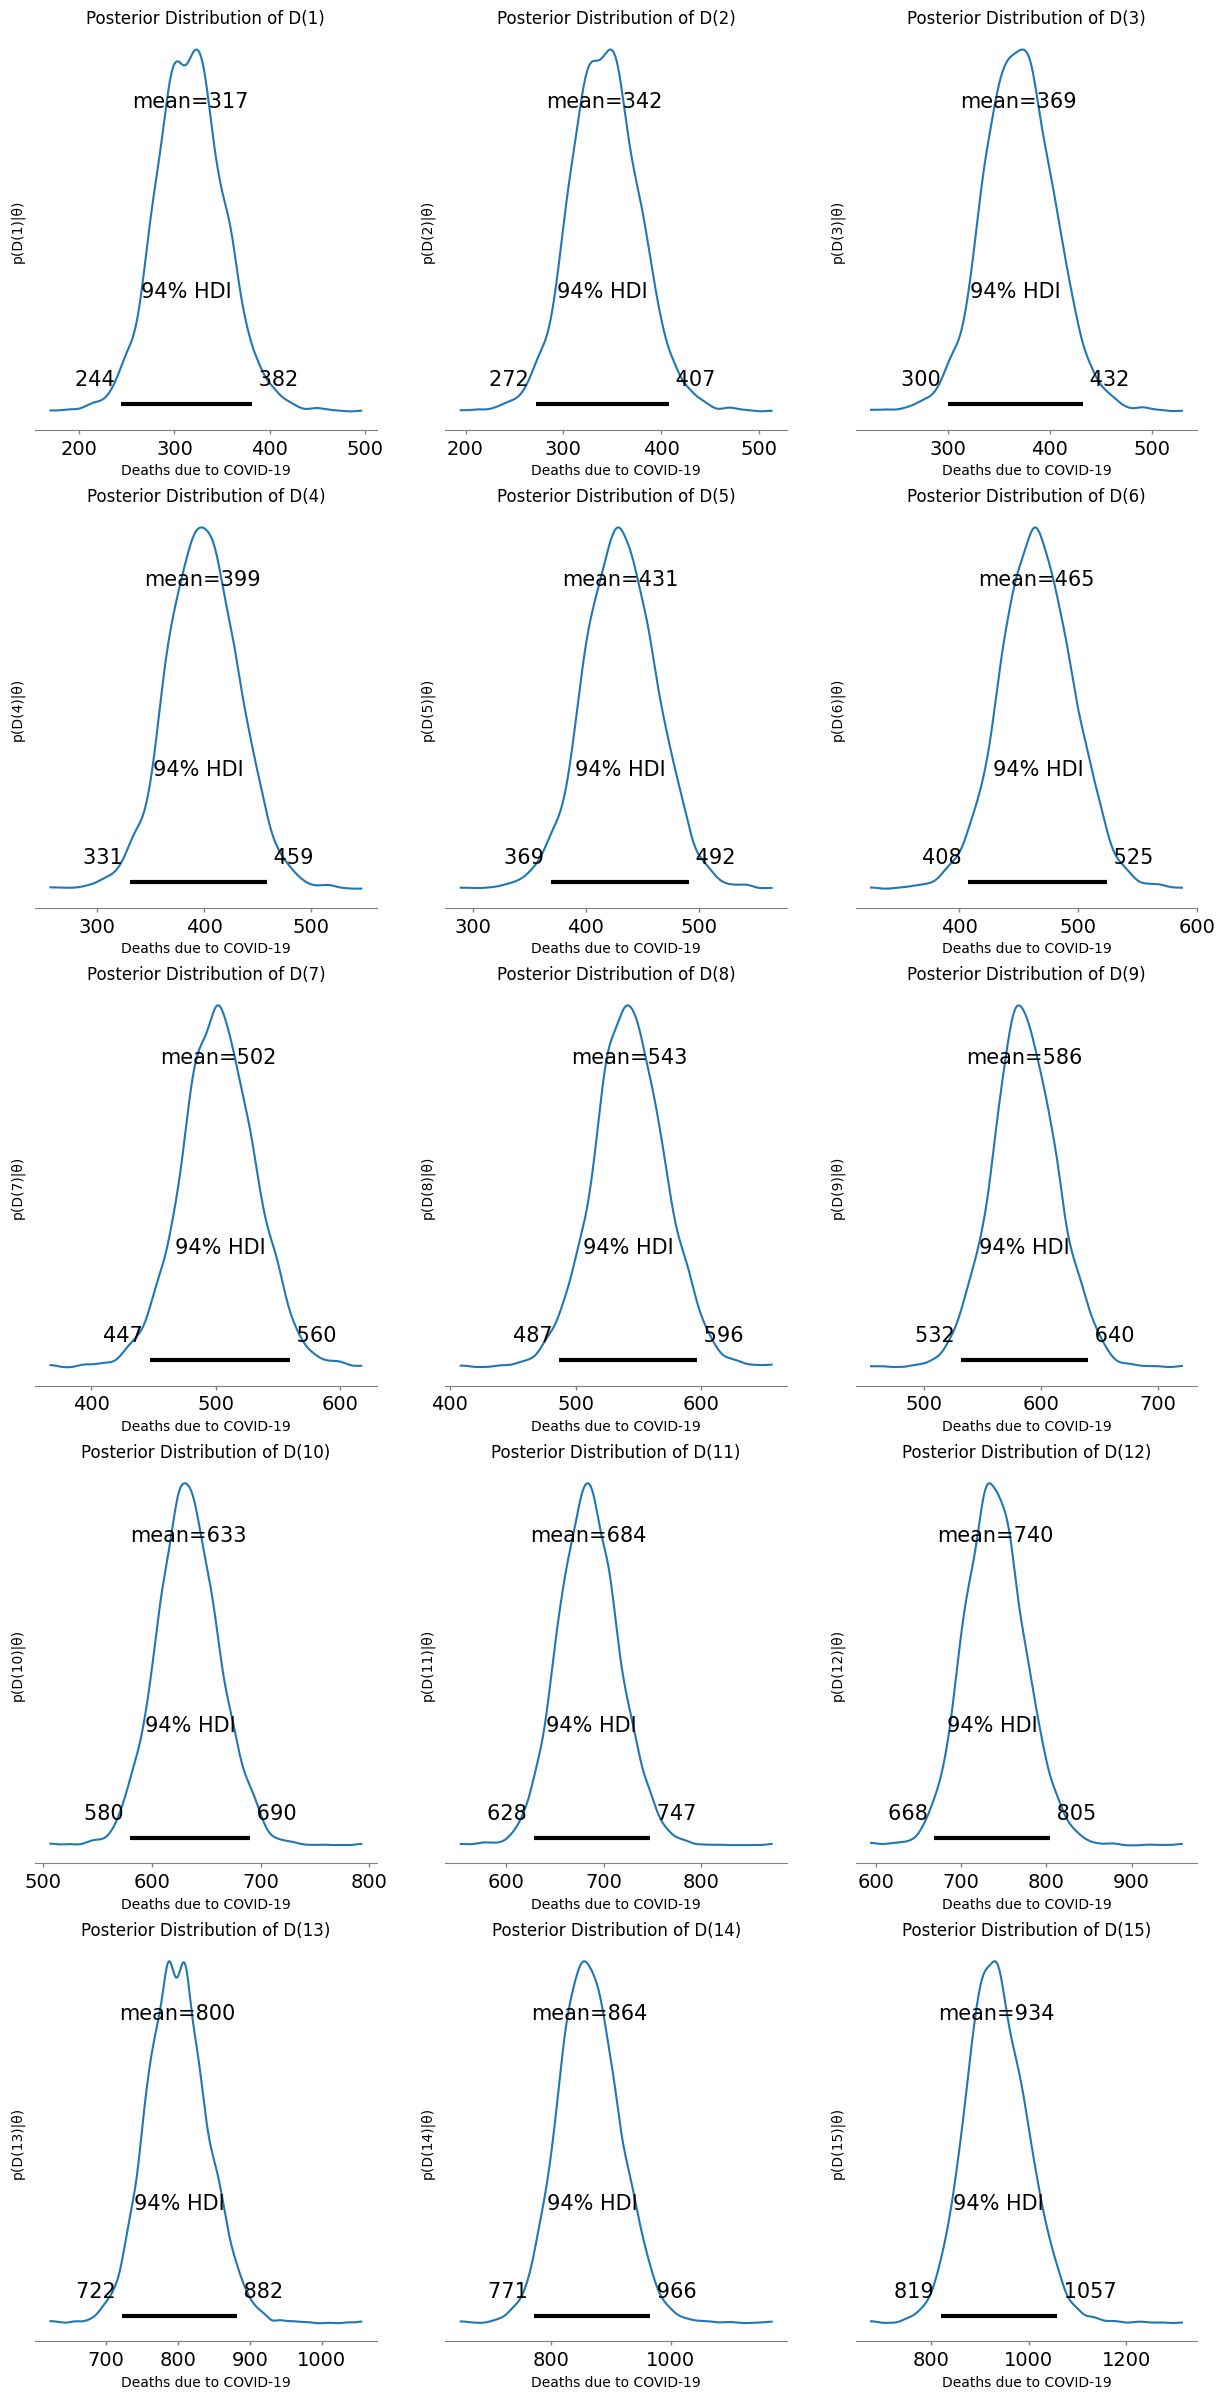 Posterior Distribution of D(1)
mean=317
94% HDI
244
382
p(D(1)|θ)
200 300 400 500
Deaths due to COVID-19
Posterior Distribution of D(2)
mean=342
94% HDI
272
407
p(D(2)|θ)
200 300 400 500
Deaths due to COVID-19
Posterior Distribution of D(3)
mean=369
94% HDI
300
432
p(D(3)|θ)
300 400 500
Deaths due to COVID-19
Posterior Distribution of D(4)
mean=399
94% HDI
331
459
p(D(4)|θ)
300 400 500
Deaths due to COVID-19
Posterior Distribution of D(5)
mean=431
94% HDI
369
492
p(D(5)|θ)
300 400 500
Deaths due to COVID-19
Posterior Distribution of D(6)
mean=465
94% HDI
408
525
p(D(6)|θ)
400 500 600
Deaths due to COVID-19
Posterior Distribution of D(7)
mean=502
94% HDI
447
560
p(D(7)|θ)
400 500 600
Deaths due to COVID-19
Posterior Distribution of D(8)
mean=543
94% HDI
487
596
p(D(8)|θ)
400 500 600
Deaths due to COVID-19
Posterior Distribution of D(9)
mean=586
94% HDI
532
640
p(D(9)|θ)
500 600 700
Deaths due to COVID-19
Posterior Distribution of D(10)
mean=633
94% HDI
580
690
p(D(10)|θ)
500 600 700 800
Deaths due to COVID-19
Posterior Distribution of D(11)
mean=684
94% HDI
628
747
p(D(11)|θ)
600 700 800
Deaths due to COVID-19
Posterior Distribution of D(12)
mean=740
94% HDI
668
805
p(D(12)|θ)
600 700 800 900
Deaths due to COVID-19
Posterior Distribution of D(13)
mean=800
94% HDI
722
882
p(D(13)|θ)
700 800 900 1000
Deaths due to COVID-19
Posterior Distribution of D(14)
mean=864
94% HDI
771
966
p(D(14)|θ)
800 1000
Deaths due to COVID-19
Posterior Distribution of D(15)
mean=934
94% HDI
819
1057
p(D(15)|θ)
800 1000 1200
Deaths due to COVID-19